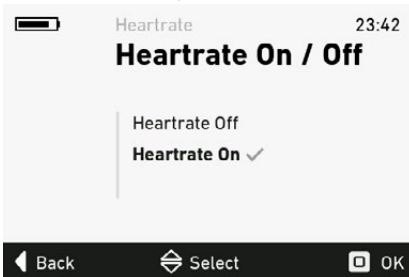 Heartrate 23:42
Heartrate On / Off
Heartrate Off
Heartrate On
Back Select OK